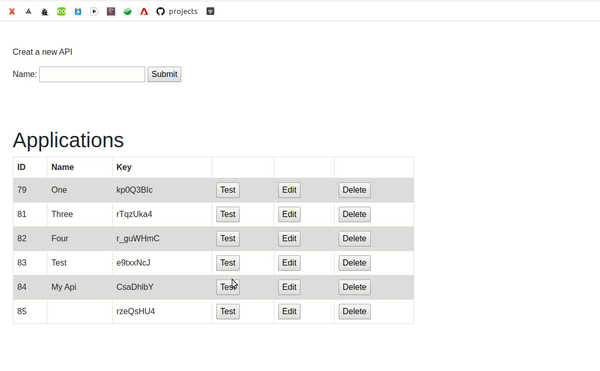 projects
Creat a new API
Name: Submit
Applications
ID Name Key
79 One kp0Q3BIc Test Edit Delete
81 Three rTqzUka4 Test Edit Delete
82 Four r_guWHmC Test Edit Delete
83 Test e9txxNcJ Test Edit Delete
84 My Api CsaDhlbY Test Edit Delete
85 rzeQsHU4 Test Edit Delete